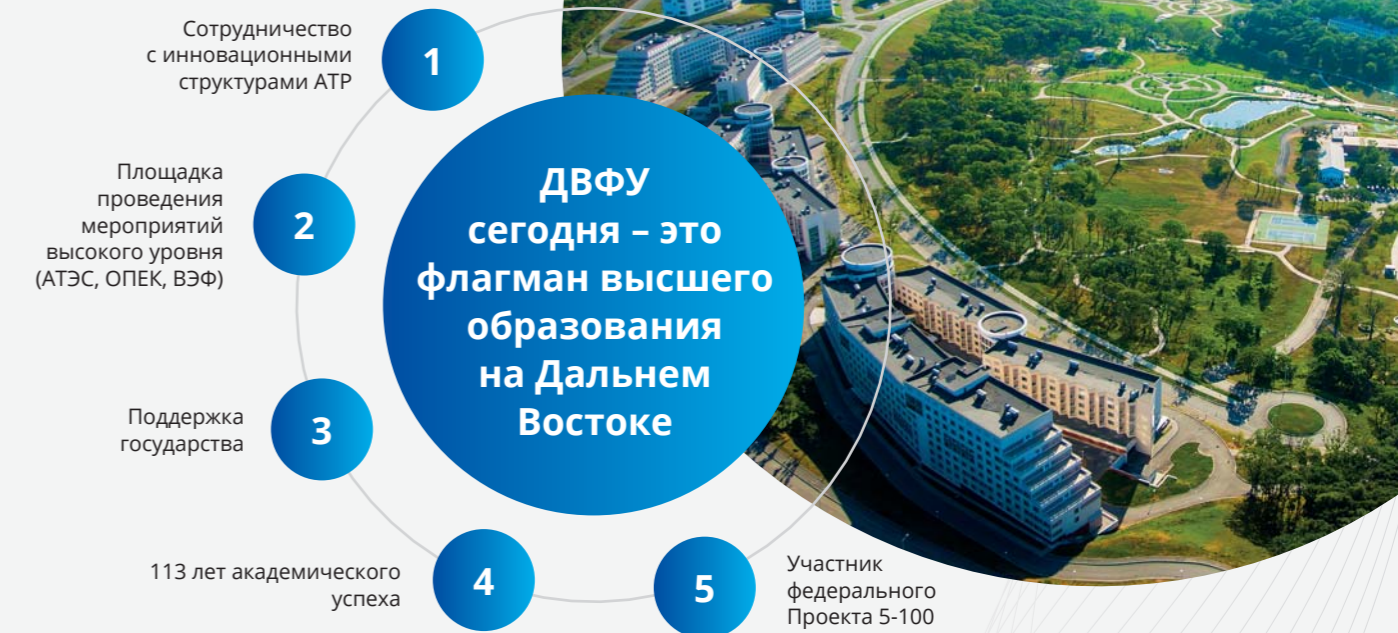 Сотрудничество
с инновационными
структурами АТР
1
Площадка
проведения
мероприятий
высокого уровня
(АТЭС, ОПЕК, ВЭФ)
2
Поддержка
государства
3
113 лет академического
успеха
4
5
Участник
федерального
Проекта 5-100
ДВФУ
сегодня – это
флагман высшего
образования
на Дальнем
Востоке